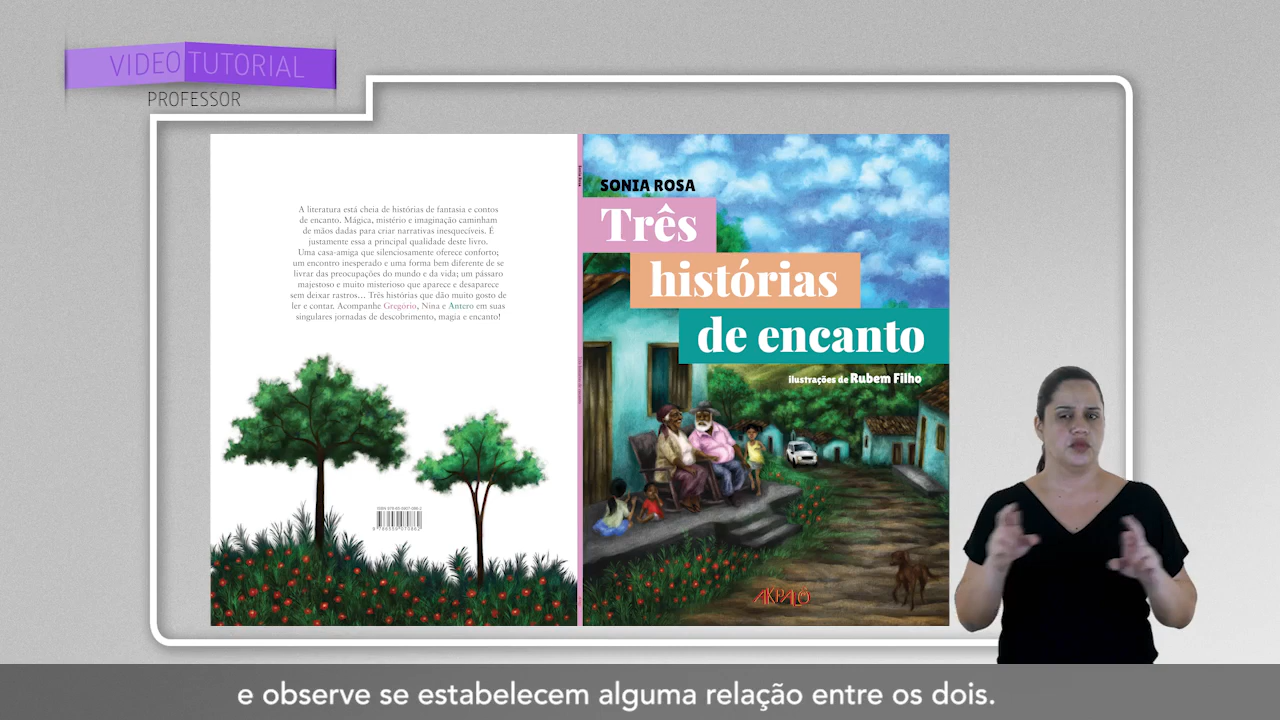 VIDEO TUTORIAL
PROFESSOR
A literatura está cheia de histórias de fantasia e contos
de encanto. Mágica, mistério e imaginação caminham
de mãos dadas para criar narrativas inesquecíveis. É
justamente essa a principal qualidade deste livro.
Uma casa-amiga que silenciosamente oferece conforto;
um encontro inesperado e uma forma bem diferente de se
livrar das preocupações do mundo e da vida; um pássaro
majestoso e muito misterioso que aparece e desaparece
sem deixar rastros... Três histórias que dão muito gosto de
ler e contar. Acompanhe Gregório, Nina e Antero em suas
singulares jornadas de descobrimento, magia e encanto!
Sonia Rosa
SONIA ROSA
Três
histórias
de encanto
ilustrações de Rubem Filho
AKPALÔ
e observe se estabelecem alguma relação entre os dois.